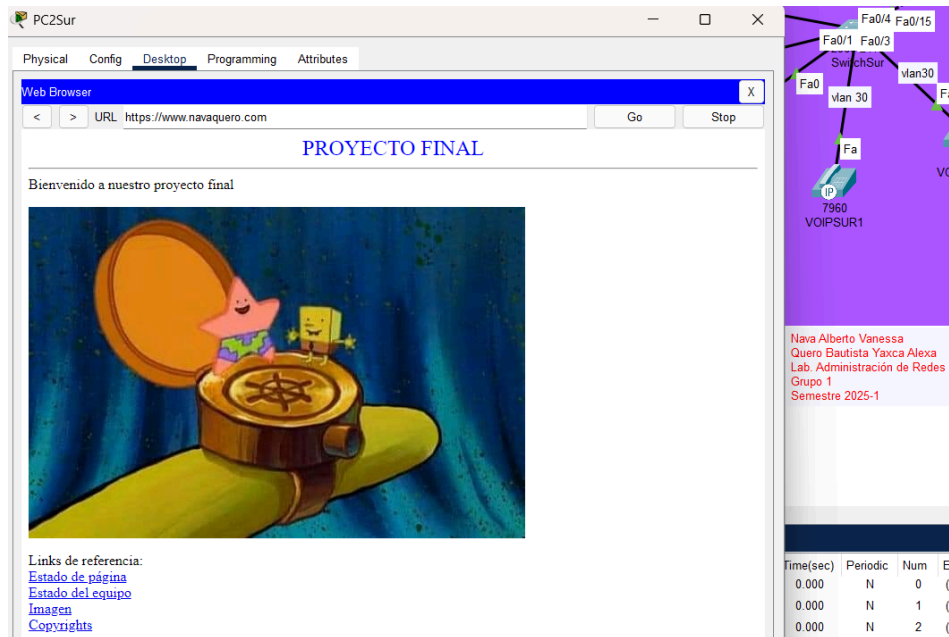 PC2Sur
Physical Config Desktop Programming Attributes
Web Browser X
< > URL https://www.navaquero.com Go Stop
PROYECTO FINAL
Bienvenido a nuestro proyecto final
Links de referencia:
Estado de página
Estado del equipo
Imagen
Copyrights
Fa0/4 Fa0/15
Fa0/1 Fa0/3
SwitchSur
Fa0
vlan30
vlan 30
Fa
IP
7960
VOIPSUR1
Nava Alberto Vanessa
Quero Bautista Yaxca Alexa
Lab. Administración de Redes
Grupo 1
Semestre 2025-1
Time(sec) Periodic Num
0.000 N 0 (
0.000 N 1 (
0.000 N 2 (